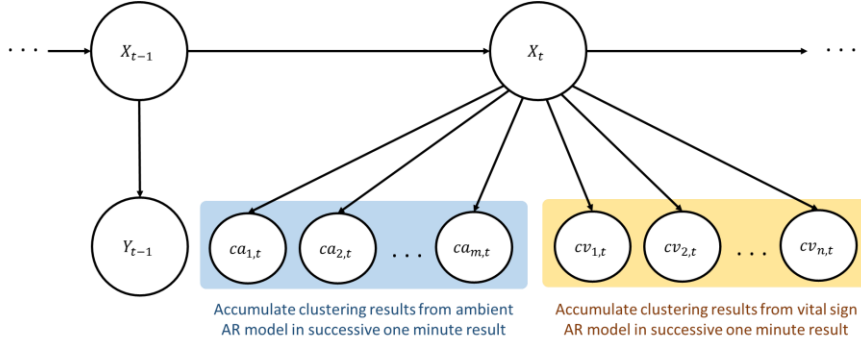 . . . X_{t-1} X_t . . .
Y_{t-1} ca_{1,t} ca_{2,t} . . . ca_{m,t} cv_{1,t} cv_{2,t} . . . cv_{n,t}
Accumulate clustering results from ambient
AR model in successive one minute result
Accumulate clustering results from vital sign
AR model in successive one minute result